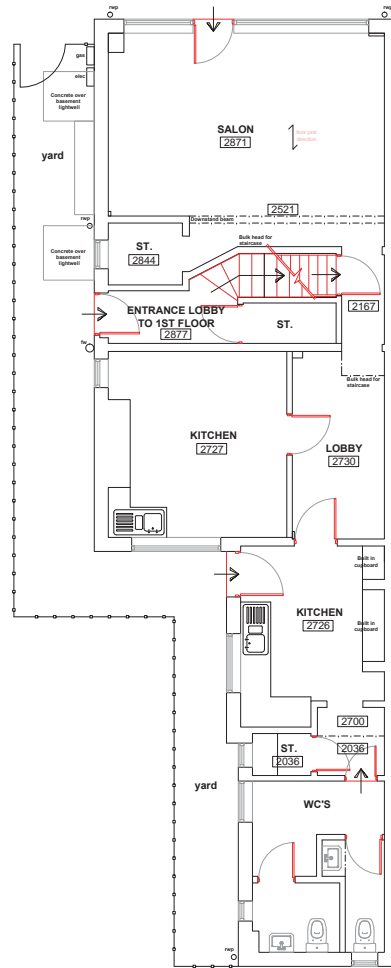 rwp
rwp
gas
elec
Concrete over
basement
lightwell
SALON
2871
floor joist
direction
yard
2521
rwp
Downstand beam
Bulk head for
staircase
ST.
2844
Concrete over
basement
lightwell
2167
ENTRANCE LOBBY
TO 1ST FLOOR
2877
ST.
fw
Bulk head for
staircase
KITCHEN
2727
LOBBY
2730
Built in
cupboard
KITCHEN
2726
Built in
cupboard
2700
ST.
2036
2036
yard
WC'S
rwp